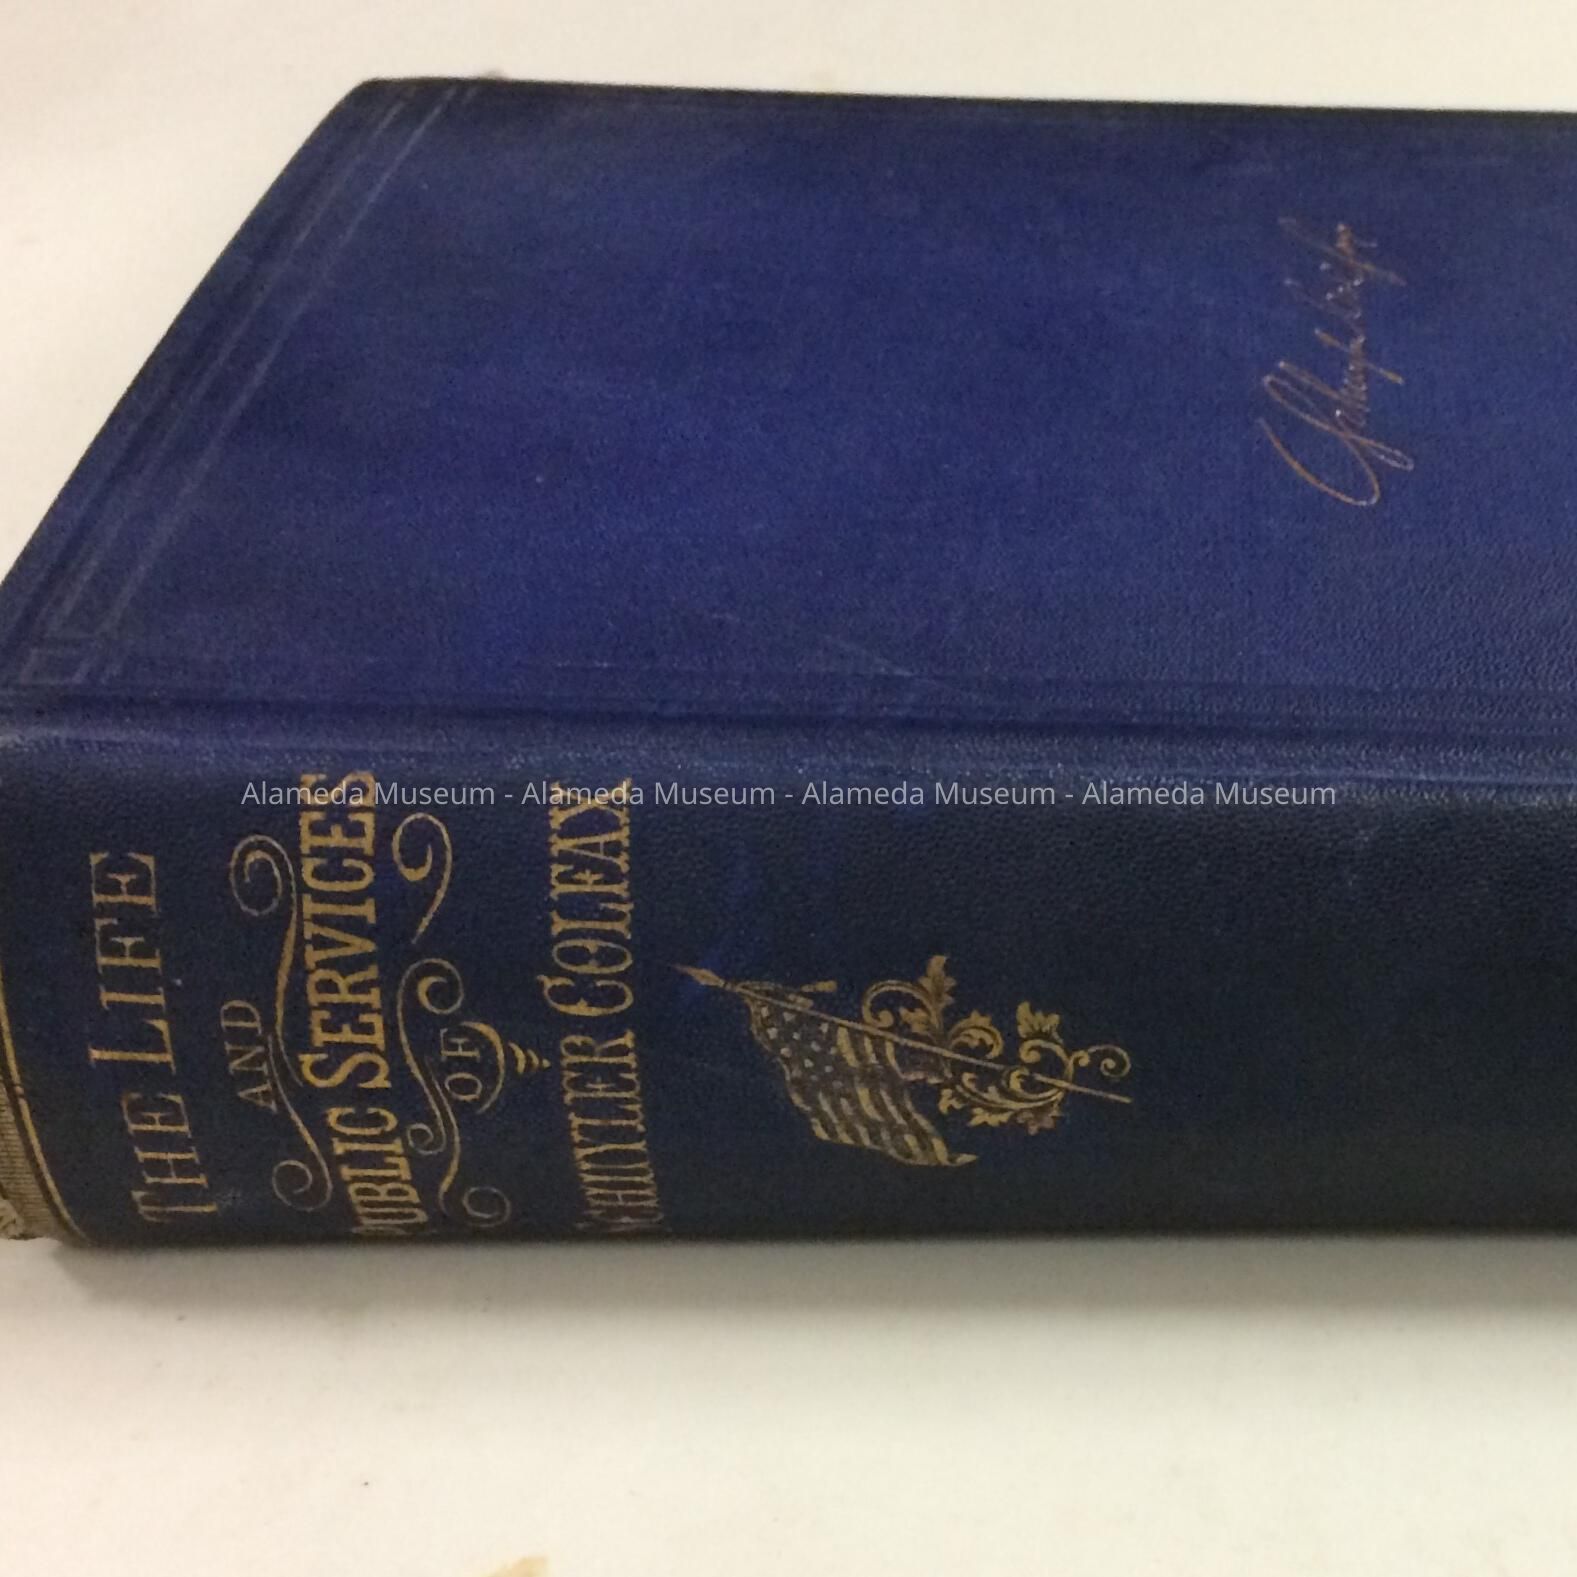 THE LIFE
AND
PUBLIC SERVICES
OF
SCHUYLER COLFAX
Alameda Museum - Alameda Museum - Alameda Museum - Alameda Museum